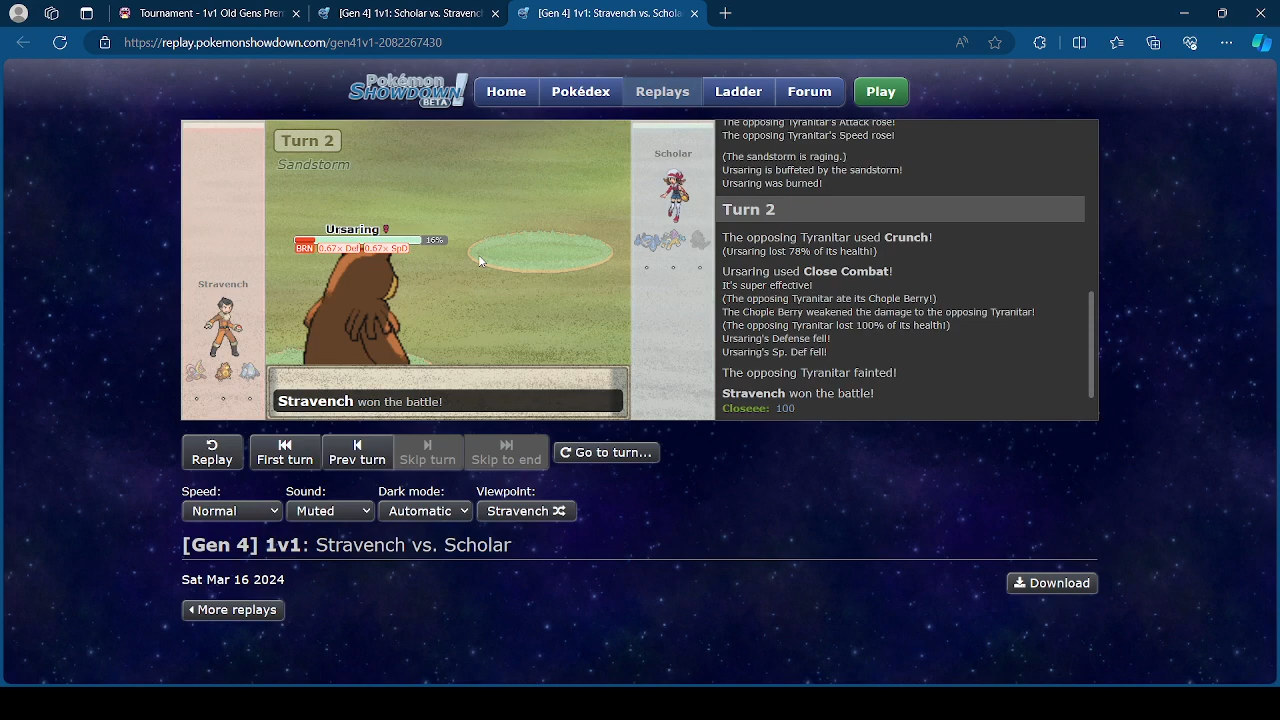 Tournament - 1v1 Old Gens Prem
[Gen 4] 1v1: Scholar vs. Stravench
[Gen 4] 1v1: Stravench vs. Schola
https://replay.pokemonshowdown.com/gen41v1-2082267430
Pokémon
SHOWDOWN!
BETA
Home
Pokédex
Replays
Ladder
Forum
Play
Turn 2
Sandstorm
Ursaring
16%
BRN 0.67× Def 0.67× SpD
Stravench
Scholar
Stravench won the battle!
The opposing Tyranitar's Attack rose!
The opposing Tyranitar's Speed rose!
(The sandstorm is raging.)
Ursaring is buffeted by the sandstorm!
Ursaring was burned!
Turn 2
The opposing Tyranitar used Crunch!
(Ursaring lost 78% of its health!)
Ursaring used Close Combat!
It's super effective!
(The opposing Tyranitar ate its Chople Berry!)
The Chople Berry weakened the damage to the opposing Tyranitar!
(The opposing Tyranitar lost 100% of its health!)
Ursaring's Defense fell!
Ursaring's Sp. Def fell!
The opposing Tyranitar fainted!
Stravench won the battle!
Closeee: 100
Replay
First turn
Prev turn
Skip turn
Skip to end
Go to turn...
Speed:
Sound:
Dark mode:
Viewpoint:
Normal
Muted
Automatic
Stravench
[Gen 4] 1v1: Stravench vs. Scholar
Sat Mar 16 2024
Download
More replays